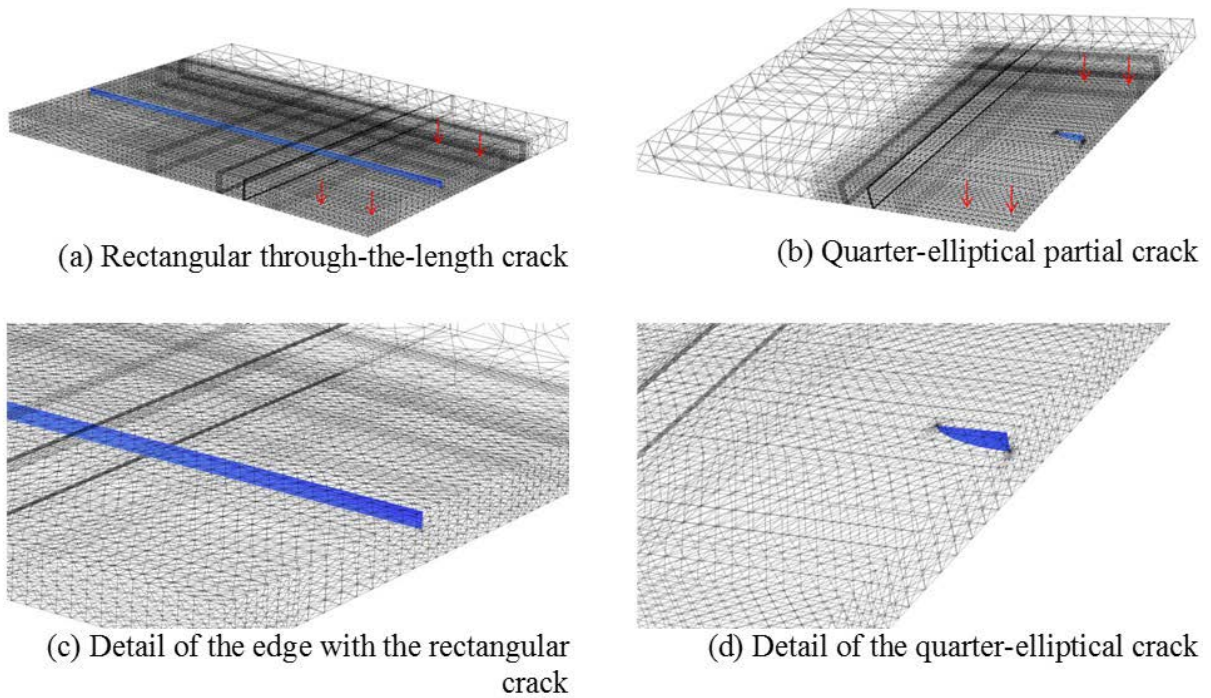 (a) Rectangular through-the-length crack
(b) Quarter-elliptical partial crack
(c) Detail of the edge with the rectangular
crack
(d) Detail of the quarter-elliptical crack